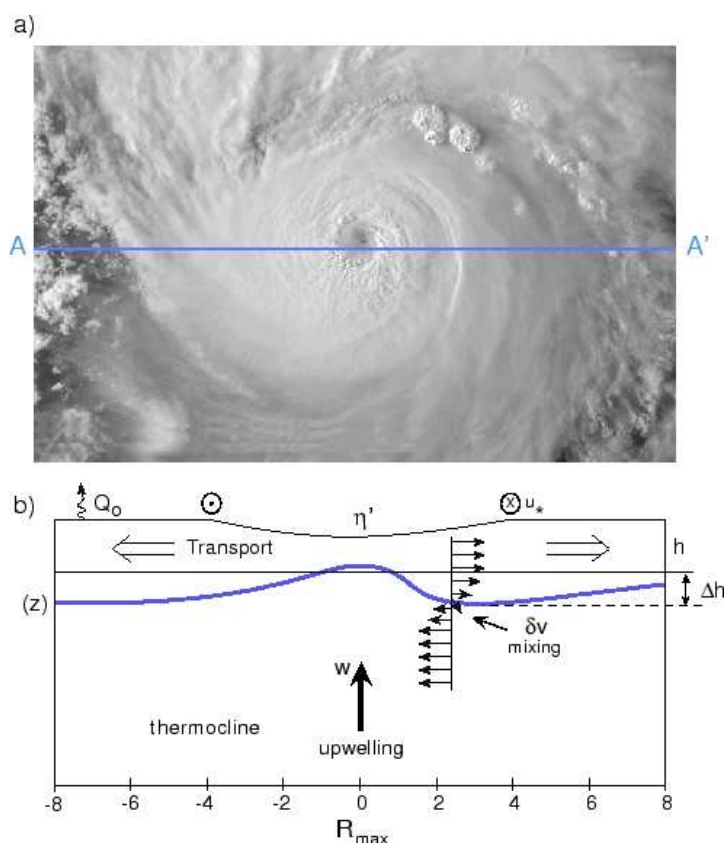 a)
A A'
b)
Q₀ ⊙ ⊗ u*
η'
Transport h
(z) Δh
δv
mixing
w
thermocline
upwelling
-8 -6 -4 -2 0 2 4 6 8
Rmax